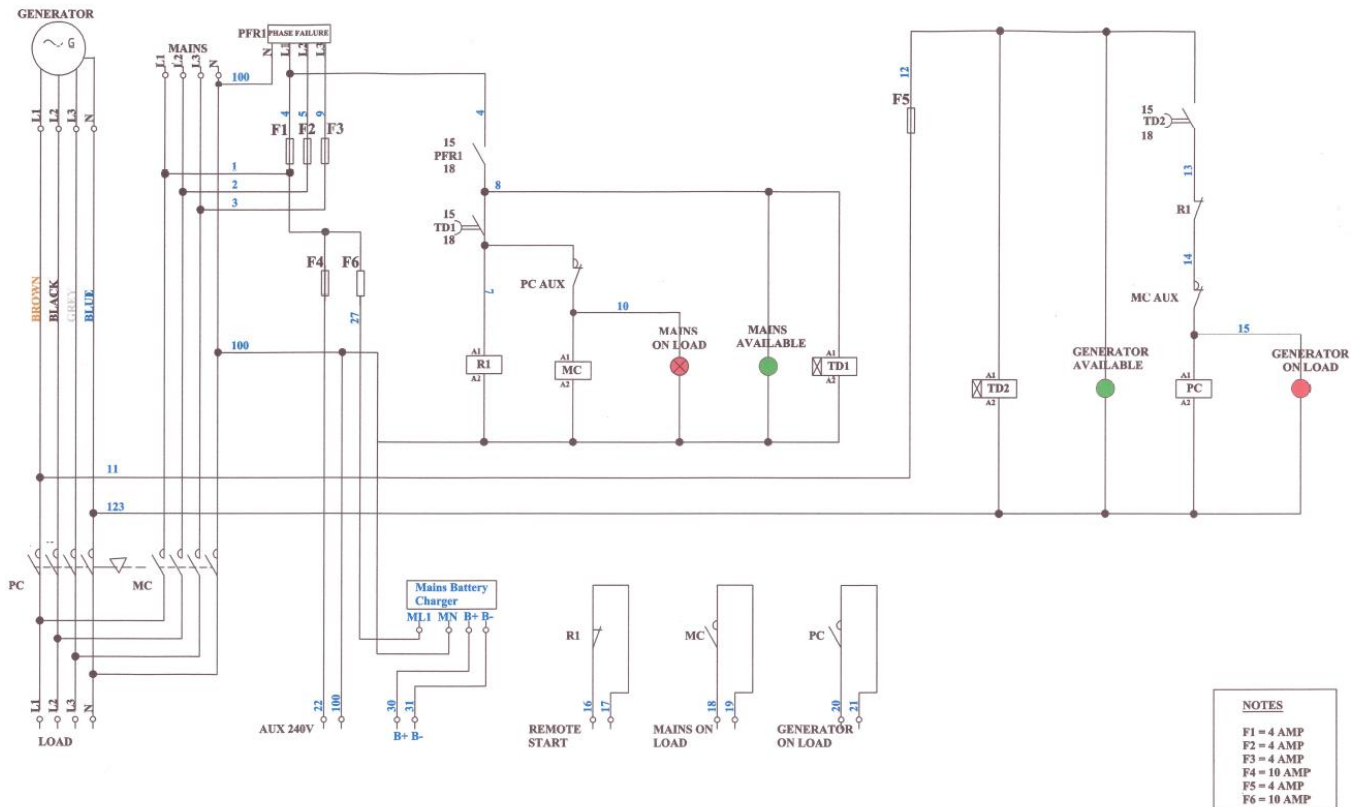 GENERATOR
G
MAINS
L1 L2 L3 N
PFR1 PHASE FAILURE
N L1 L2 L3
100
4 5 9
F1 F2 F3
L1 L2 L3 N
1
2
3
4
15
PFR1
18
8
15
TD1
18
7
F4 F6
27
BROWN
BLACK
GREY
BLUE
100
PC AUX
10
MAINS
ON LOAD
MAINS
AVAILABLE
A1
R1
A2
A1
MC
A2
A1
TD1
A2
12
F5
15
TD2
18
13
R1
14
MC AUX
15
GENERATOR
AVAILABLE
GENERATOR
ON LOAD
A1
TD2
A2
A1
PC
A2
11
123
PC
MC
Mains Battery
Charger
ML1 MN B+ B-
R1
MC
PC
L1 L2 L3 N
LOAD
22 100
AUX 240V
30 31
B+ B-
16 17
REMOTE
START
18 19
MAINS ON
LOAD
20 21
GENERATOR
ON LOAD
NOTES
F1 = 4 AMP
F2 = 4 AMP
F3 = 4 AMP
F4 = 10 AMP
F5 = 4 AMP
F6 = 10 AMP